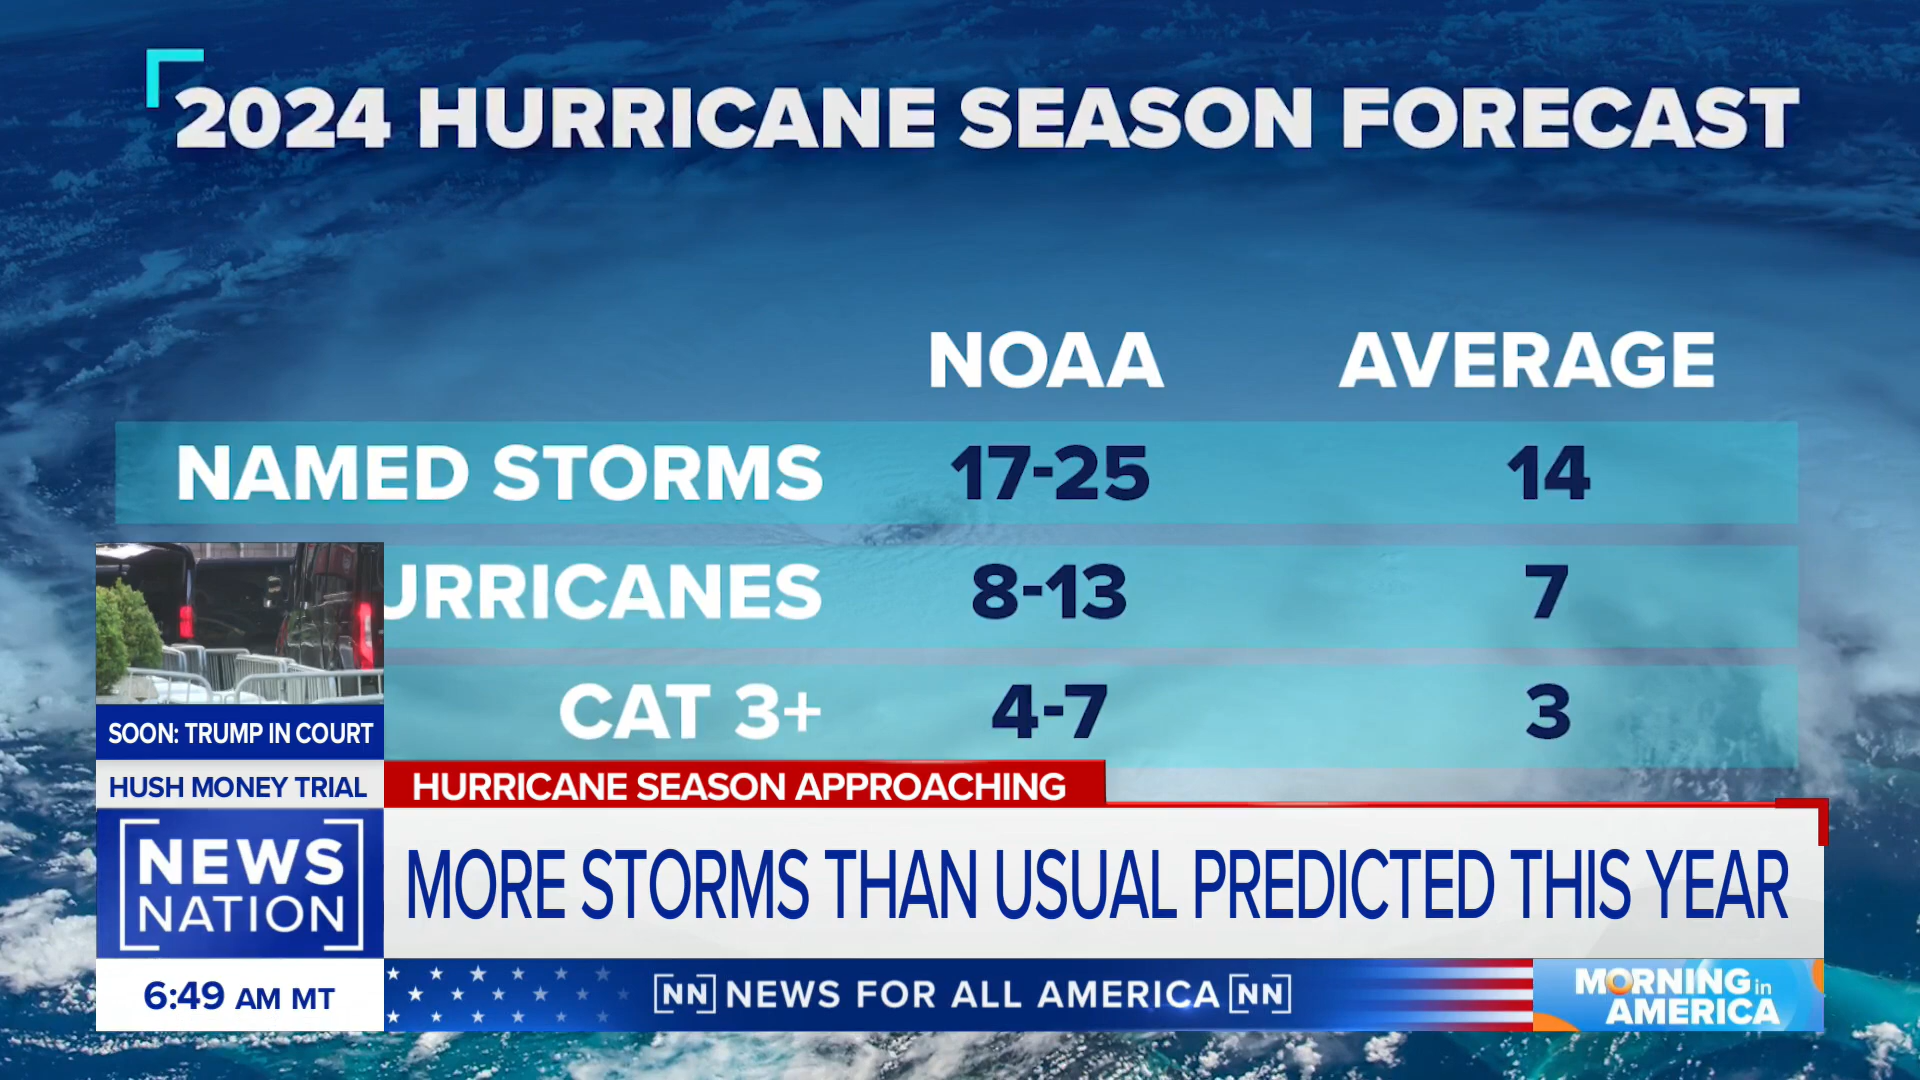 2024 HURRICANE SEASON FORECAST
NOAA AVERAGE
NAMED STORMS 17-25 14
URRICANES 8-13 7
CAT 3+ 4-7 3
SOON: TRUMP IN COURT
HUSH MONEY TRIAL
HURRICANE SEASON APPROACHING
NEWS
NATION
MORE STORMS THAN USUAL PREDICTED THIS YEAR
6:49 AM MT
NN NEWS FOR ALL AMERICA NN
MORNING in
AMERICA